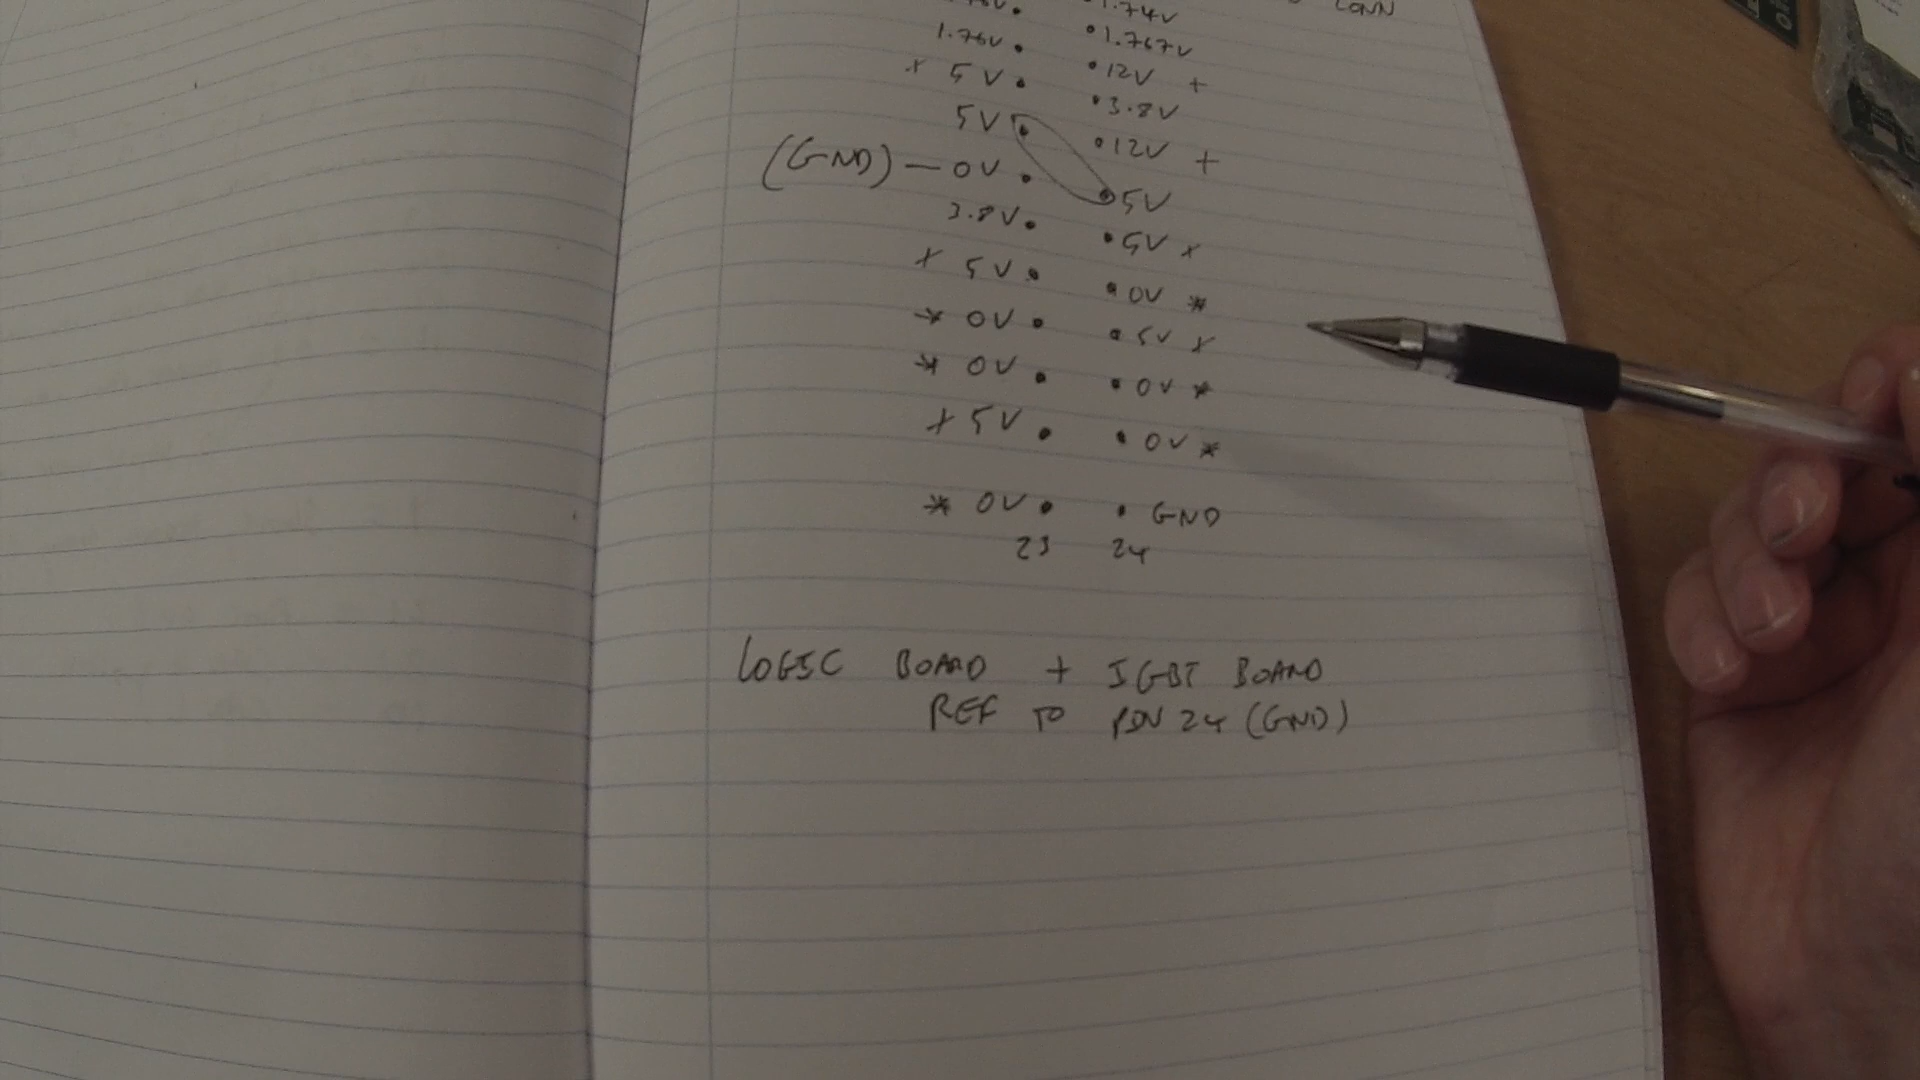 1.74V
CONN
1.76V. •1.767V
x 5V. •12V +
5V •3.8V
(GND) — 0V. •12V +
3.8V. 5V
x 5V. •5V x
* 0V • •0V *
* 0V • •5V x
x 5V • •0V *
•0V *
* 0V • • GND
23 24
LOGIC BOARD + IGBT BOARD
REF TO PIN 24 (GND)